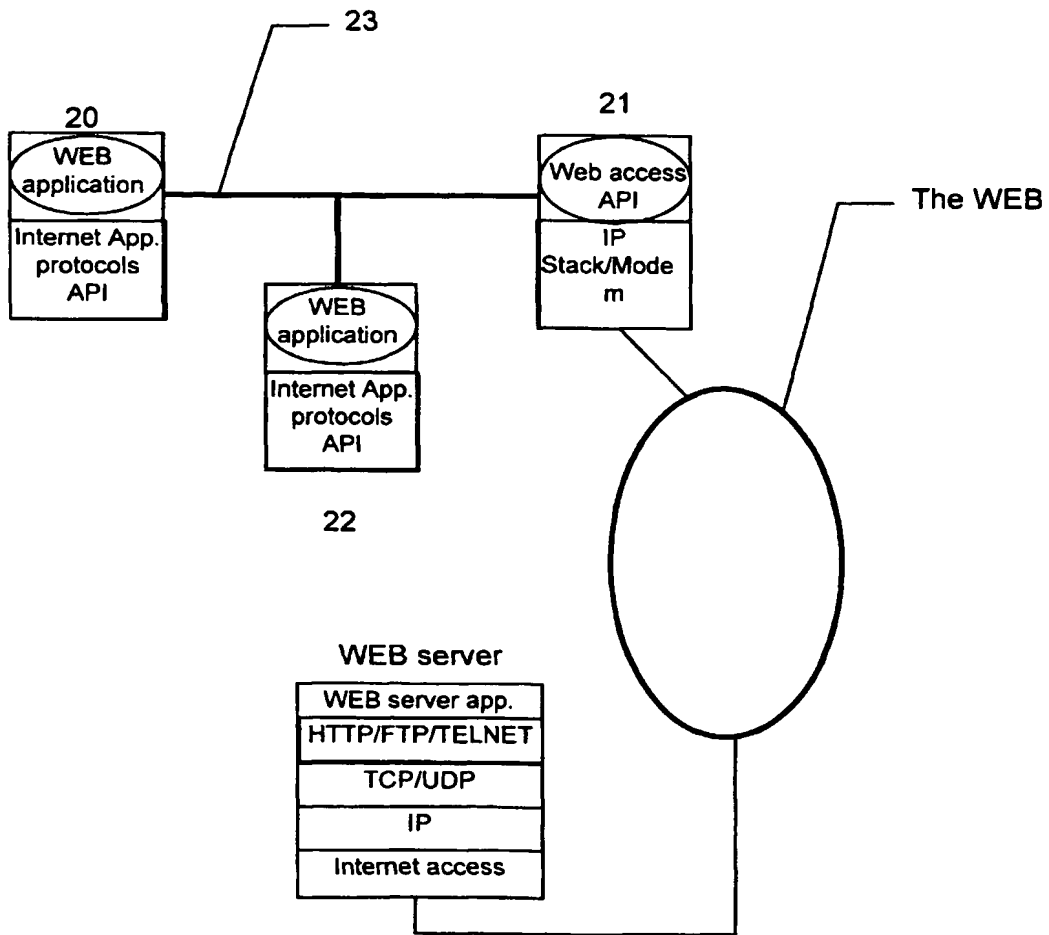 23
20
WEB
application
Internet App.
protocols
API
21
Web access
API
IP
Stack/Mode
m
The WEB
WEB
application
Internet App.
protocols
API
22
WEB server
WEB server app.
HTTP/FTP/TELNET
TCP/UDP
IP
Internet access